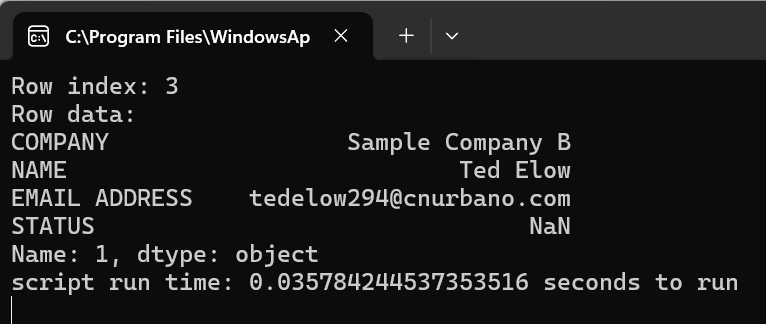 C:\Program Files\WindowsAp
Row index: 3
Row data:
COMPANY                 Sample Company B
NAME                            Ted Elow
EMAIL ADDRESS    tedelow294@cnurbano.com
STATUS                               NaN
Name: 1, dtype: object
script run time: 0.035784244537353516 seconds to run